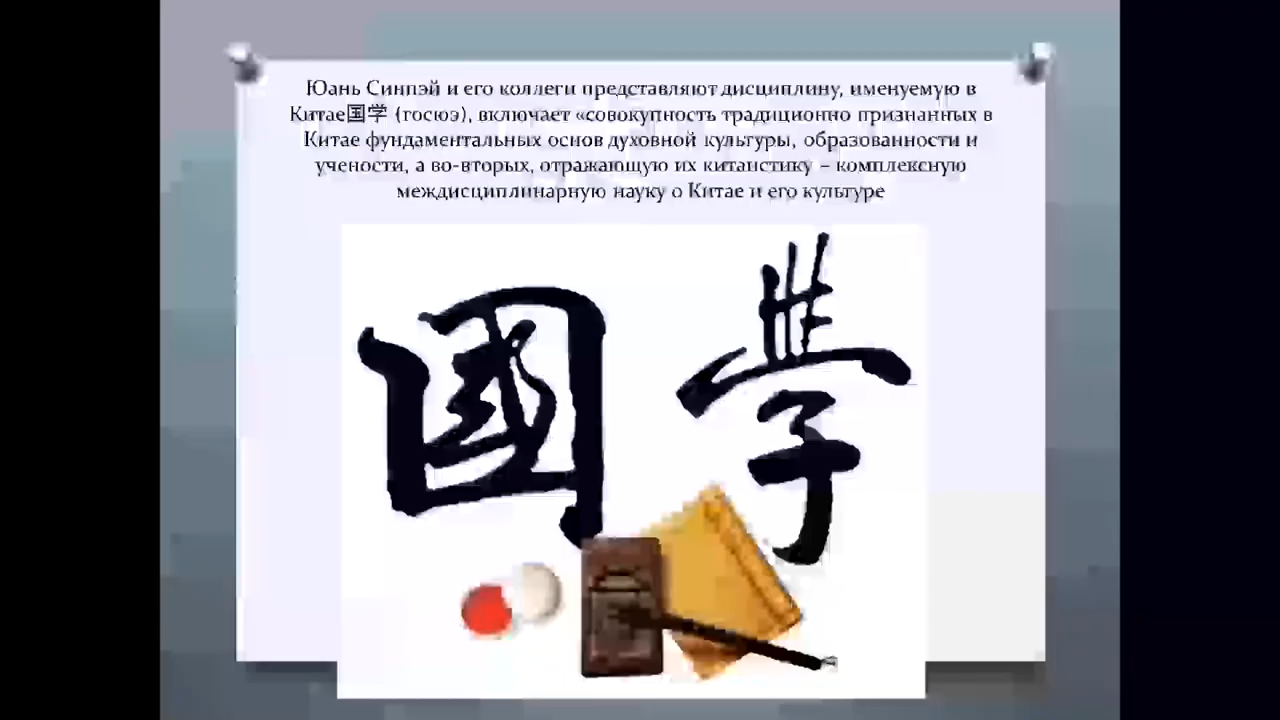 Юань Синпэй и его коллеги представляют дисциплину, именуемую в
Китае国学 (госюэ), включает «совокупность традиционно признанных в
Китае фундаментальных основ духовной культуры, образованности и
учености, а во-вторых, отражающую их китаистику – комплексную
междисциплинарную науку о Китае и его культуре
國學